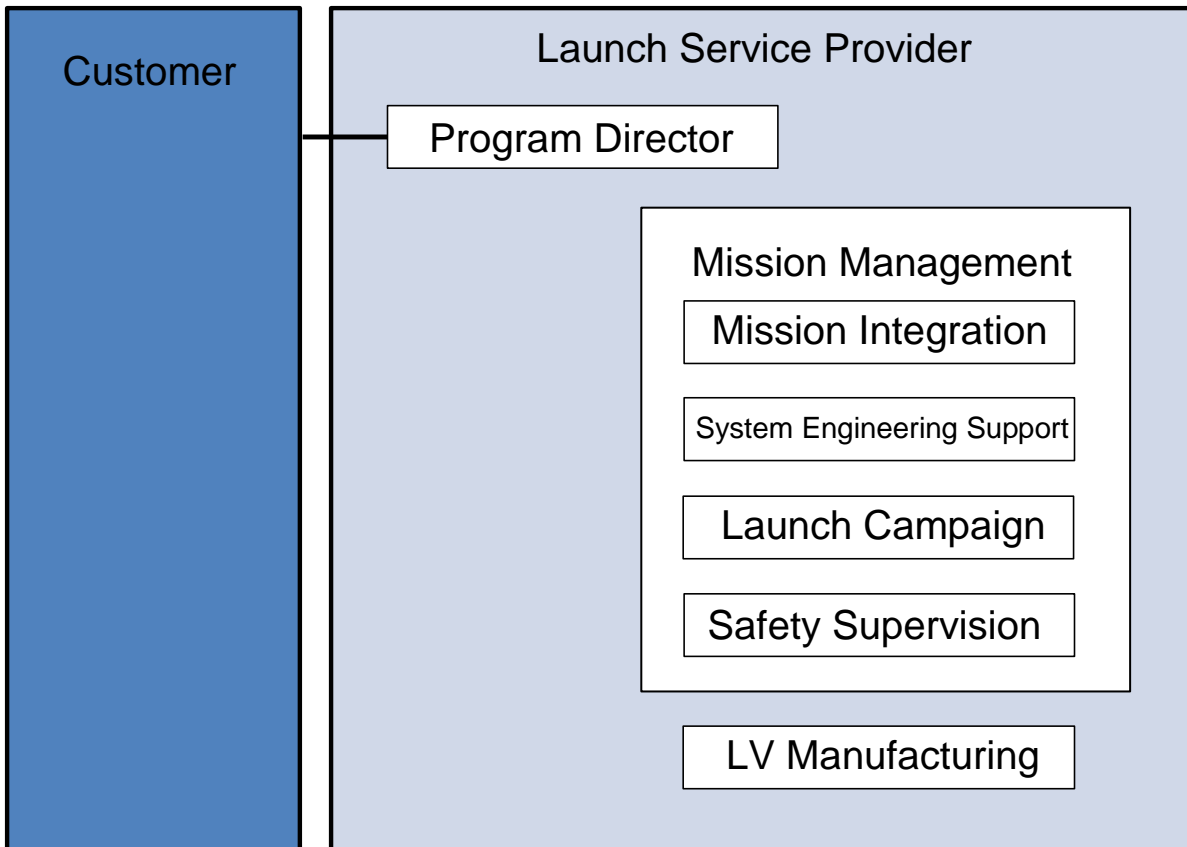 Customer
Launch Service Provider
Program Director
Mission Management
Mission Integration
System Engineering Support
Launch Campaign
Safety Supervision
LV Manufacturing